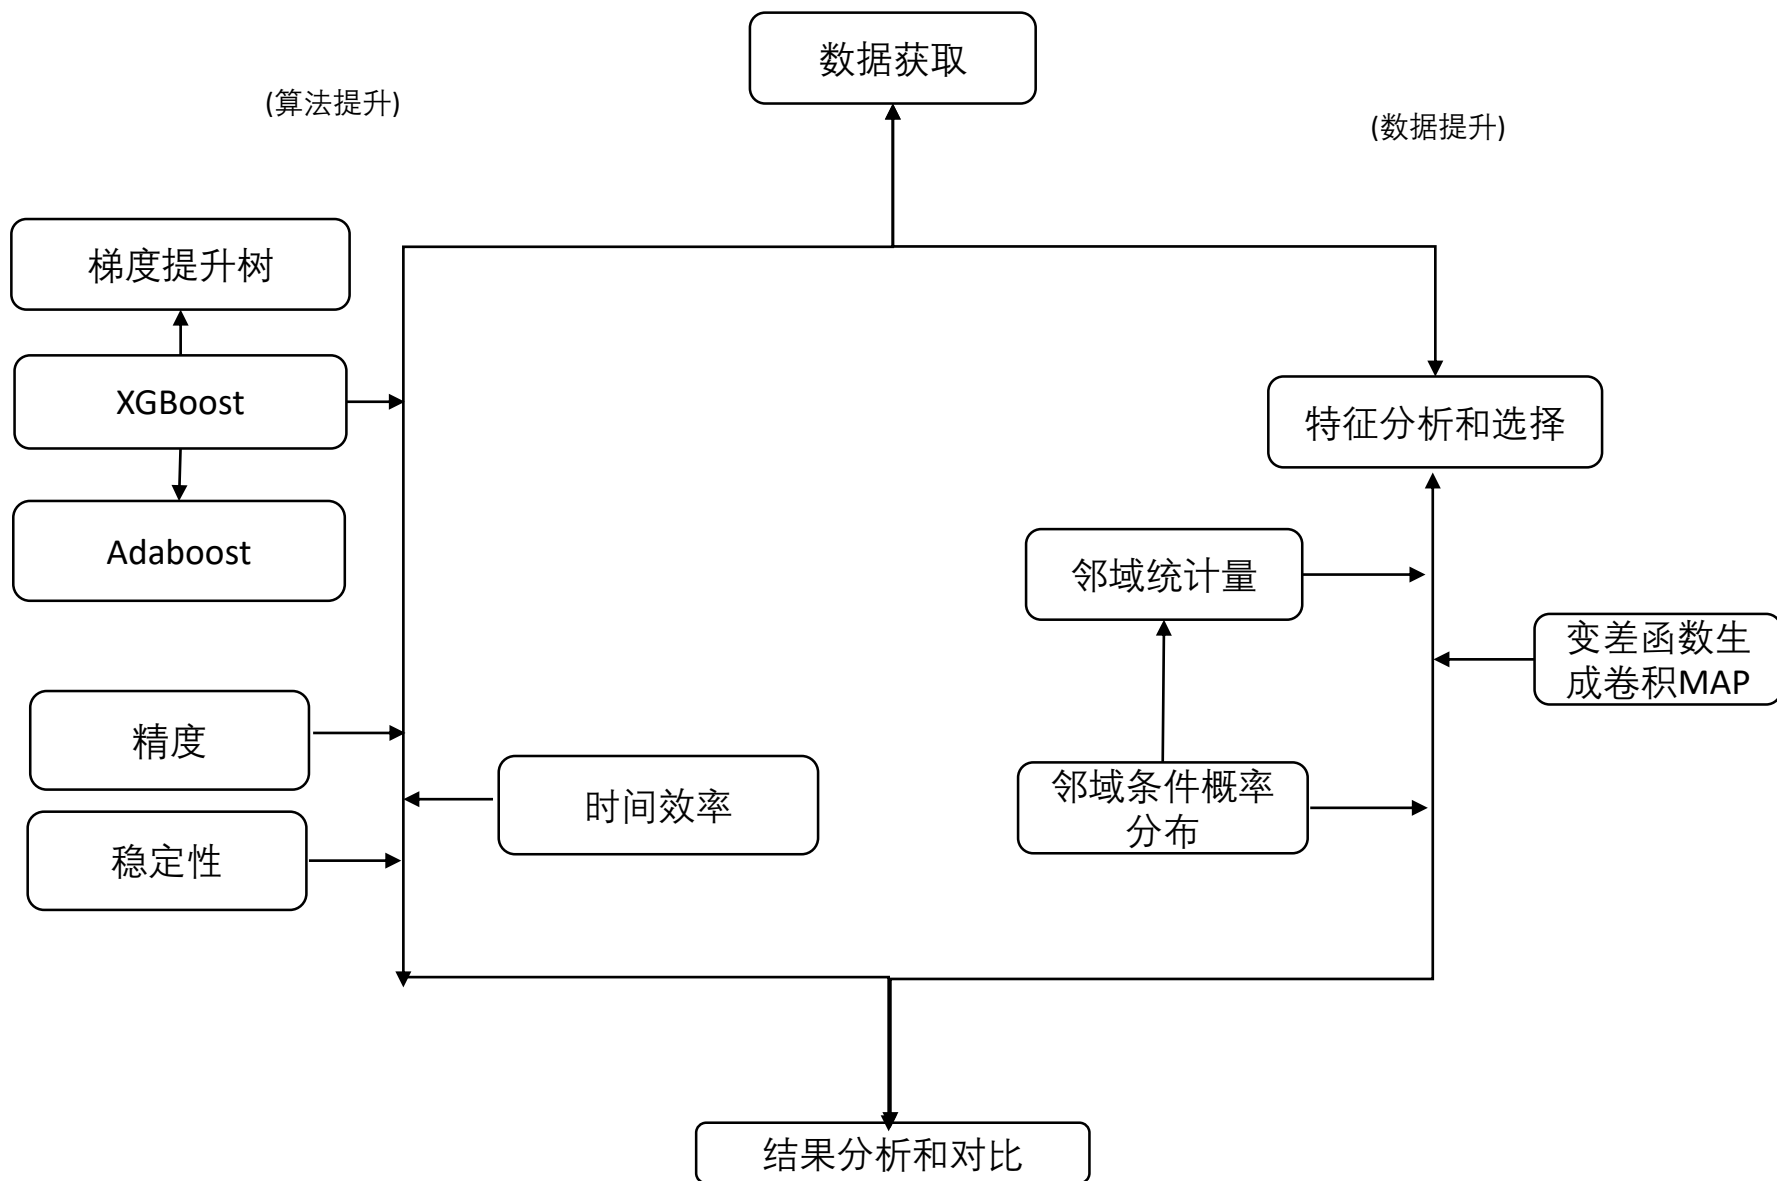 数据获取
(算法提升)
(数据提升)
梯度提升树
XGBoost
特征分析和选择
Adaboost
邻域统计量
变差函数生
成卷积MAP
精度
时间效率
邻域条件概率
分布
稳定性
结果分析和对比